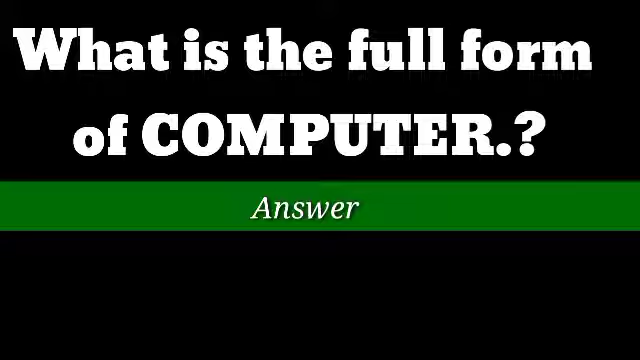 What is the full form
of COMPUTER.?
Answer